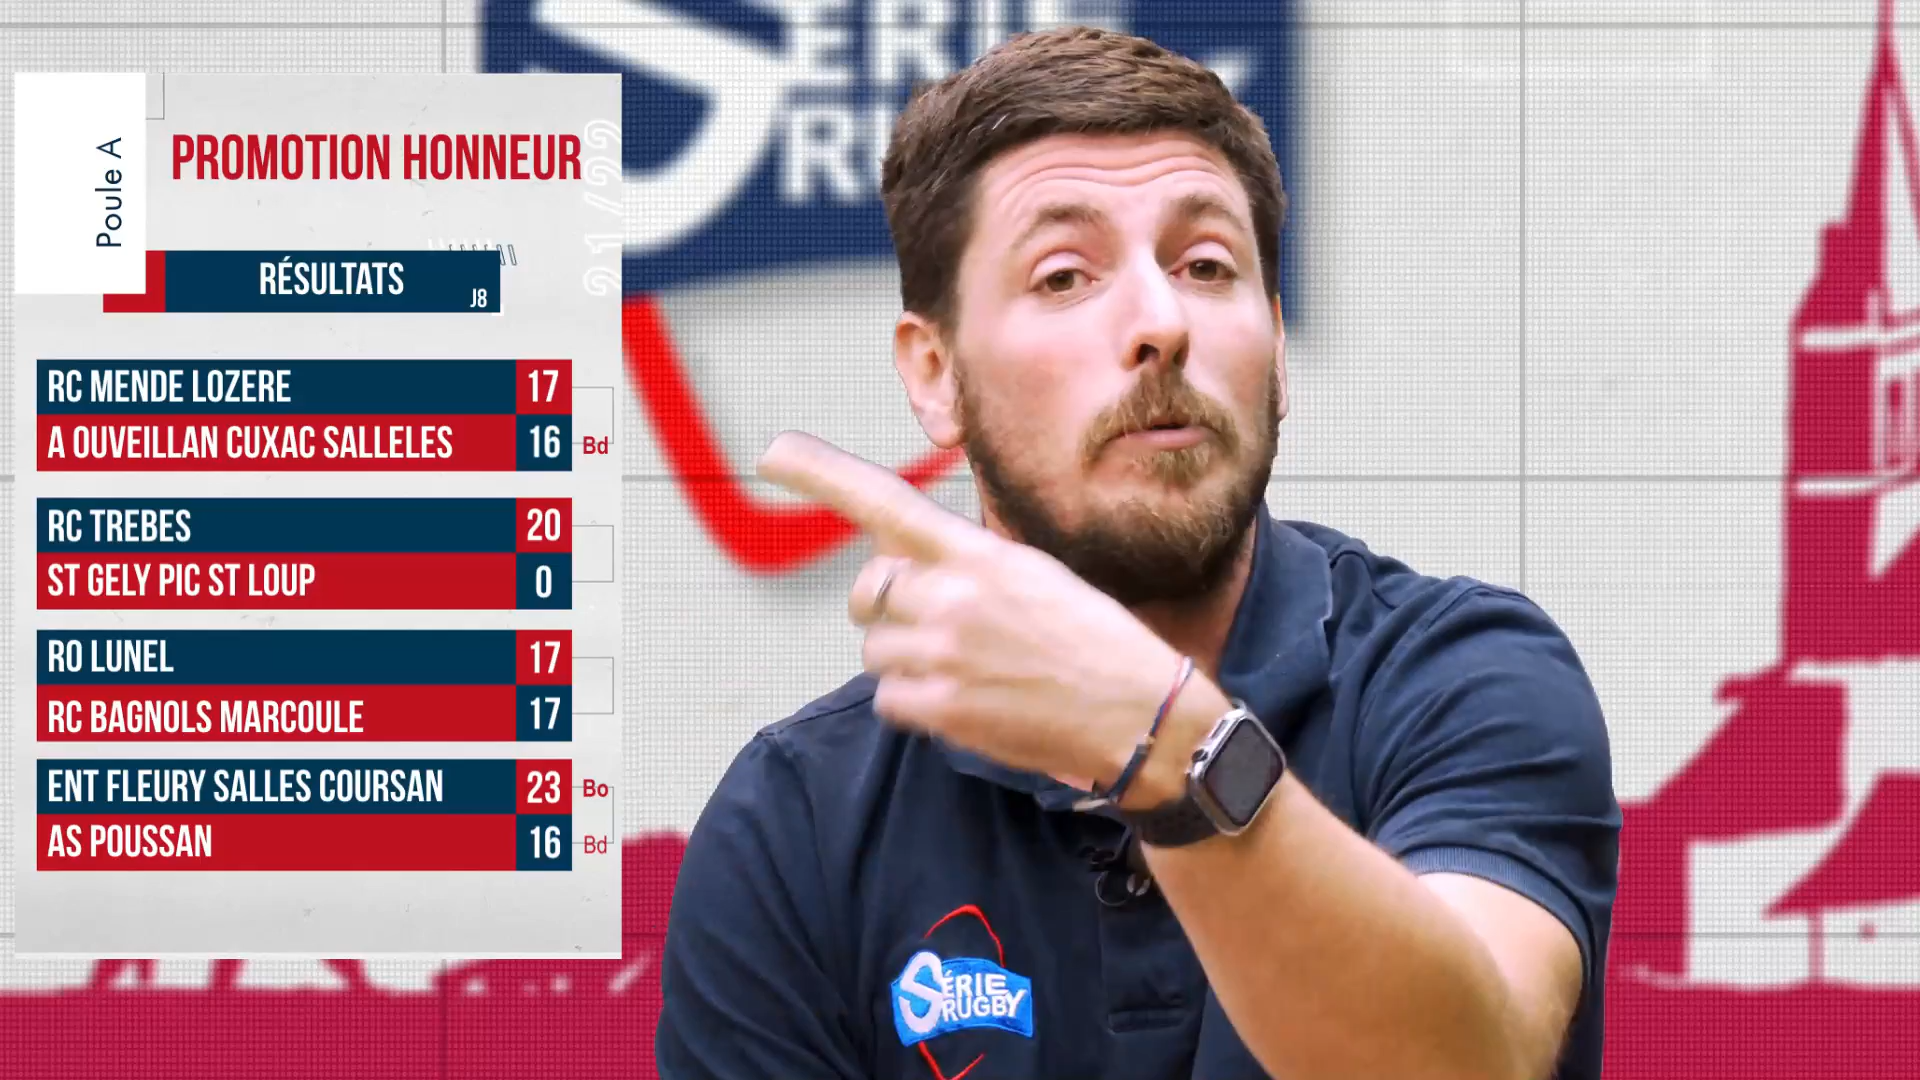 Poule A
PROMOTION HONNEUR
21/22
RÉSULTATS
J8
RC MENDE LOZERE 17
A OUVEILLAN CUXAC SALLELES 16 Bd
RC TREBES 20
ST GELY PIC ST LOUP 0
RO LUNEL 17
RC BAGNOLS MARCOULE 17
ENT FLEURY SALLES COURSAN 23 Bo
AS POUSSAN 16 Bd
SÉRIE
RUGBY